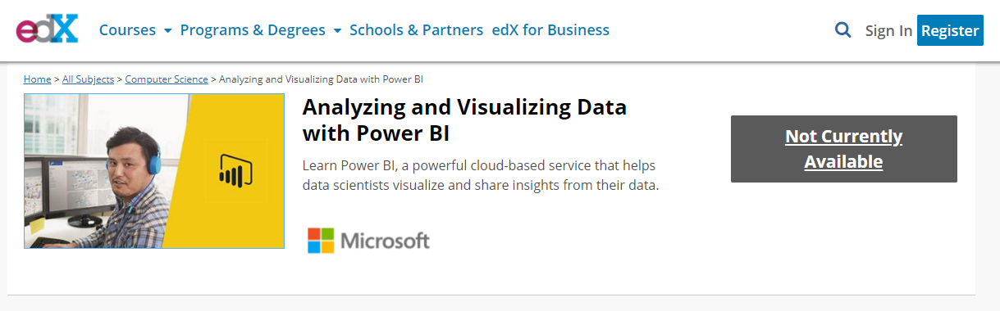 edX Courses Programs & Degrees Schools & Partners edX for Business Sign In Register
Home > All Subjects > Computer Science > Analyzing and Visualizing Data with Power BI
Analyzing and Visualizing Data
with Power BI
Not Currently
Available
Learn Power BI, a powerful cloud-based service that helps
data scientists visualize and share insights from their data.
Microsoft